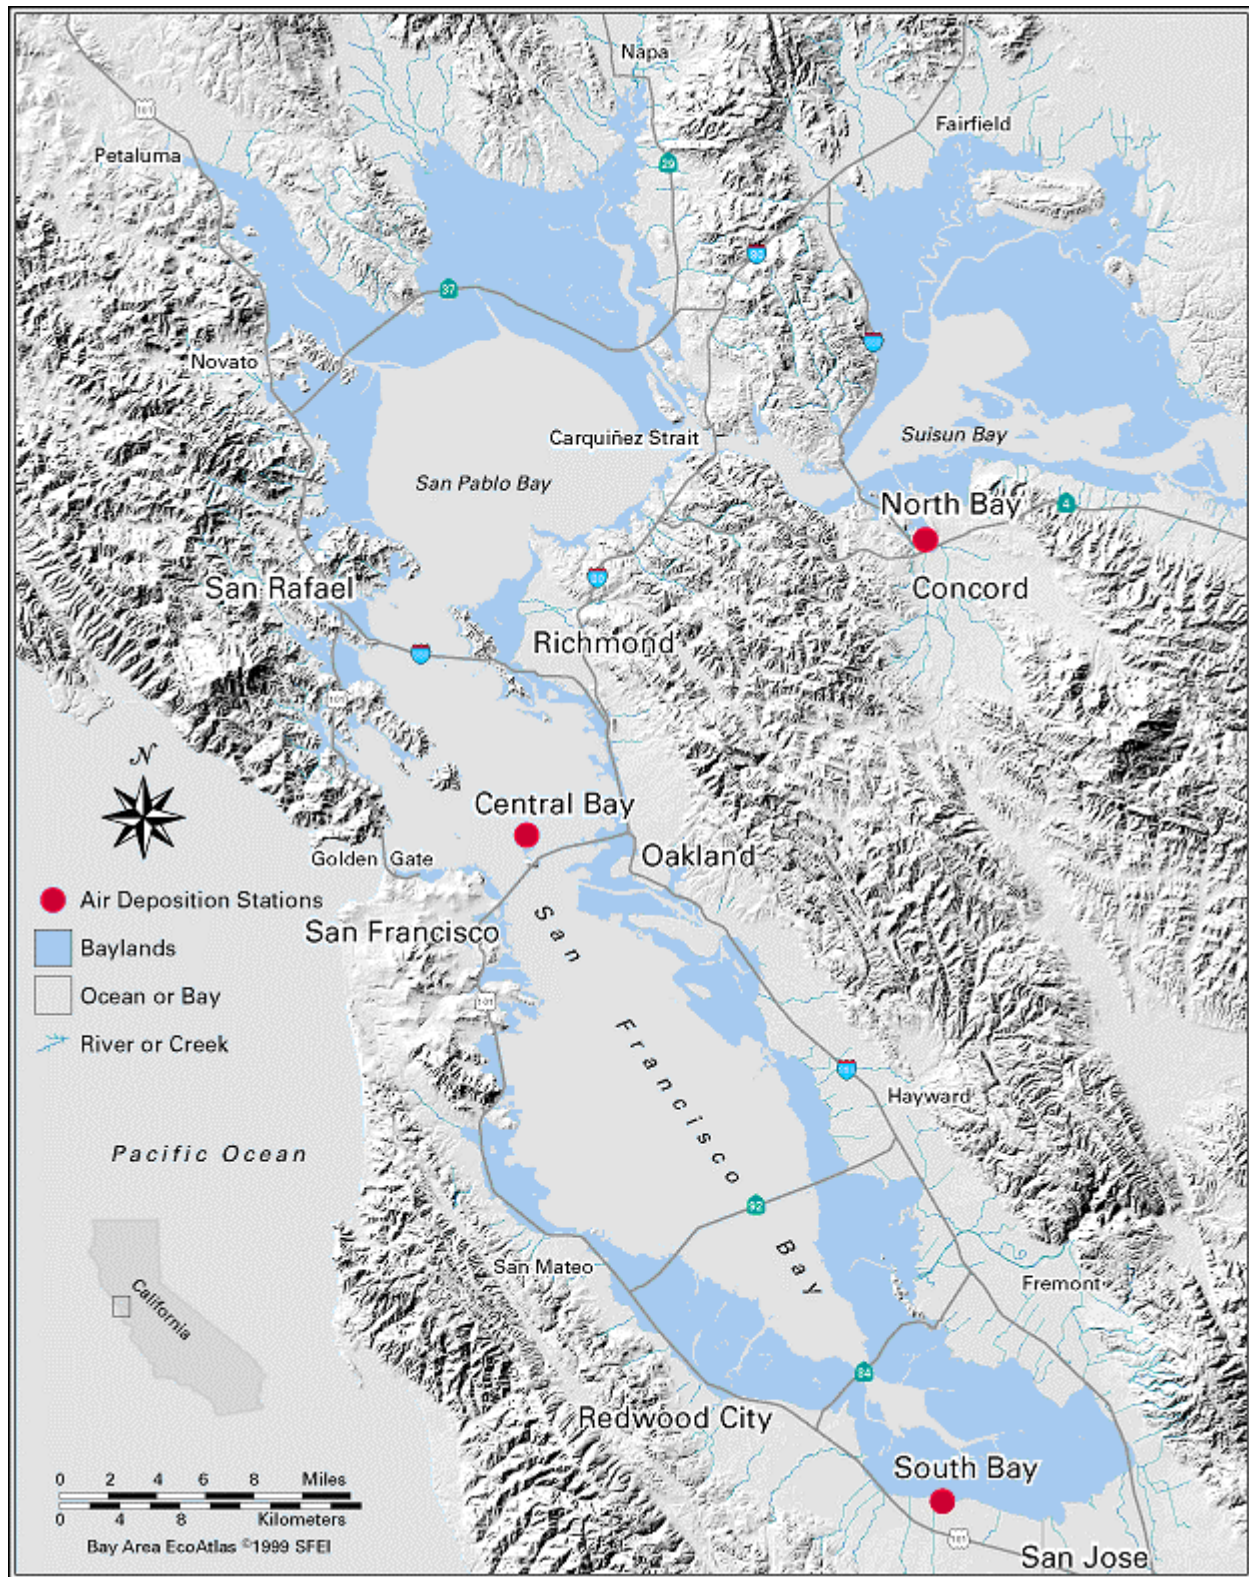 Napa
Fairfield
101
Petaluma
29
80
37
Novato
Carquiñez Strait
Suisun Bay
San Pablo Bay
North Bay
4
San Rafael
80
Concord
Richmond
N
Central Bay
Golden Gate
Oakland
Air Deposition Stations
San Francisco
Baylands
Ocean or Bay
101
River or Creek
San Francisco Bay
Hayward
Pacific Ocean
92
San Mateo
Fremont
California
84
Redwood City
South Bay
0 2 4 6 8 Miles
0 4 8 Kilometers
101
Bay Area EcoAtlas ©1999 SFEI
San Jose